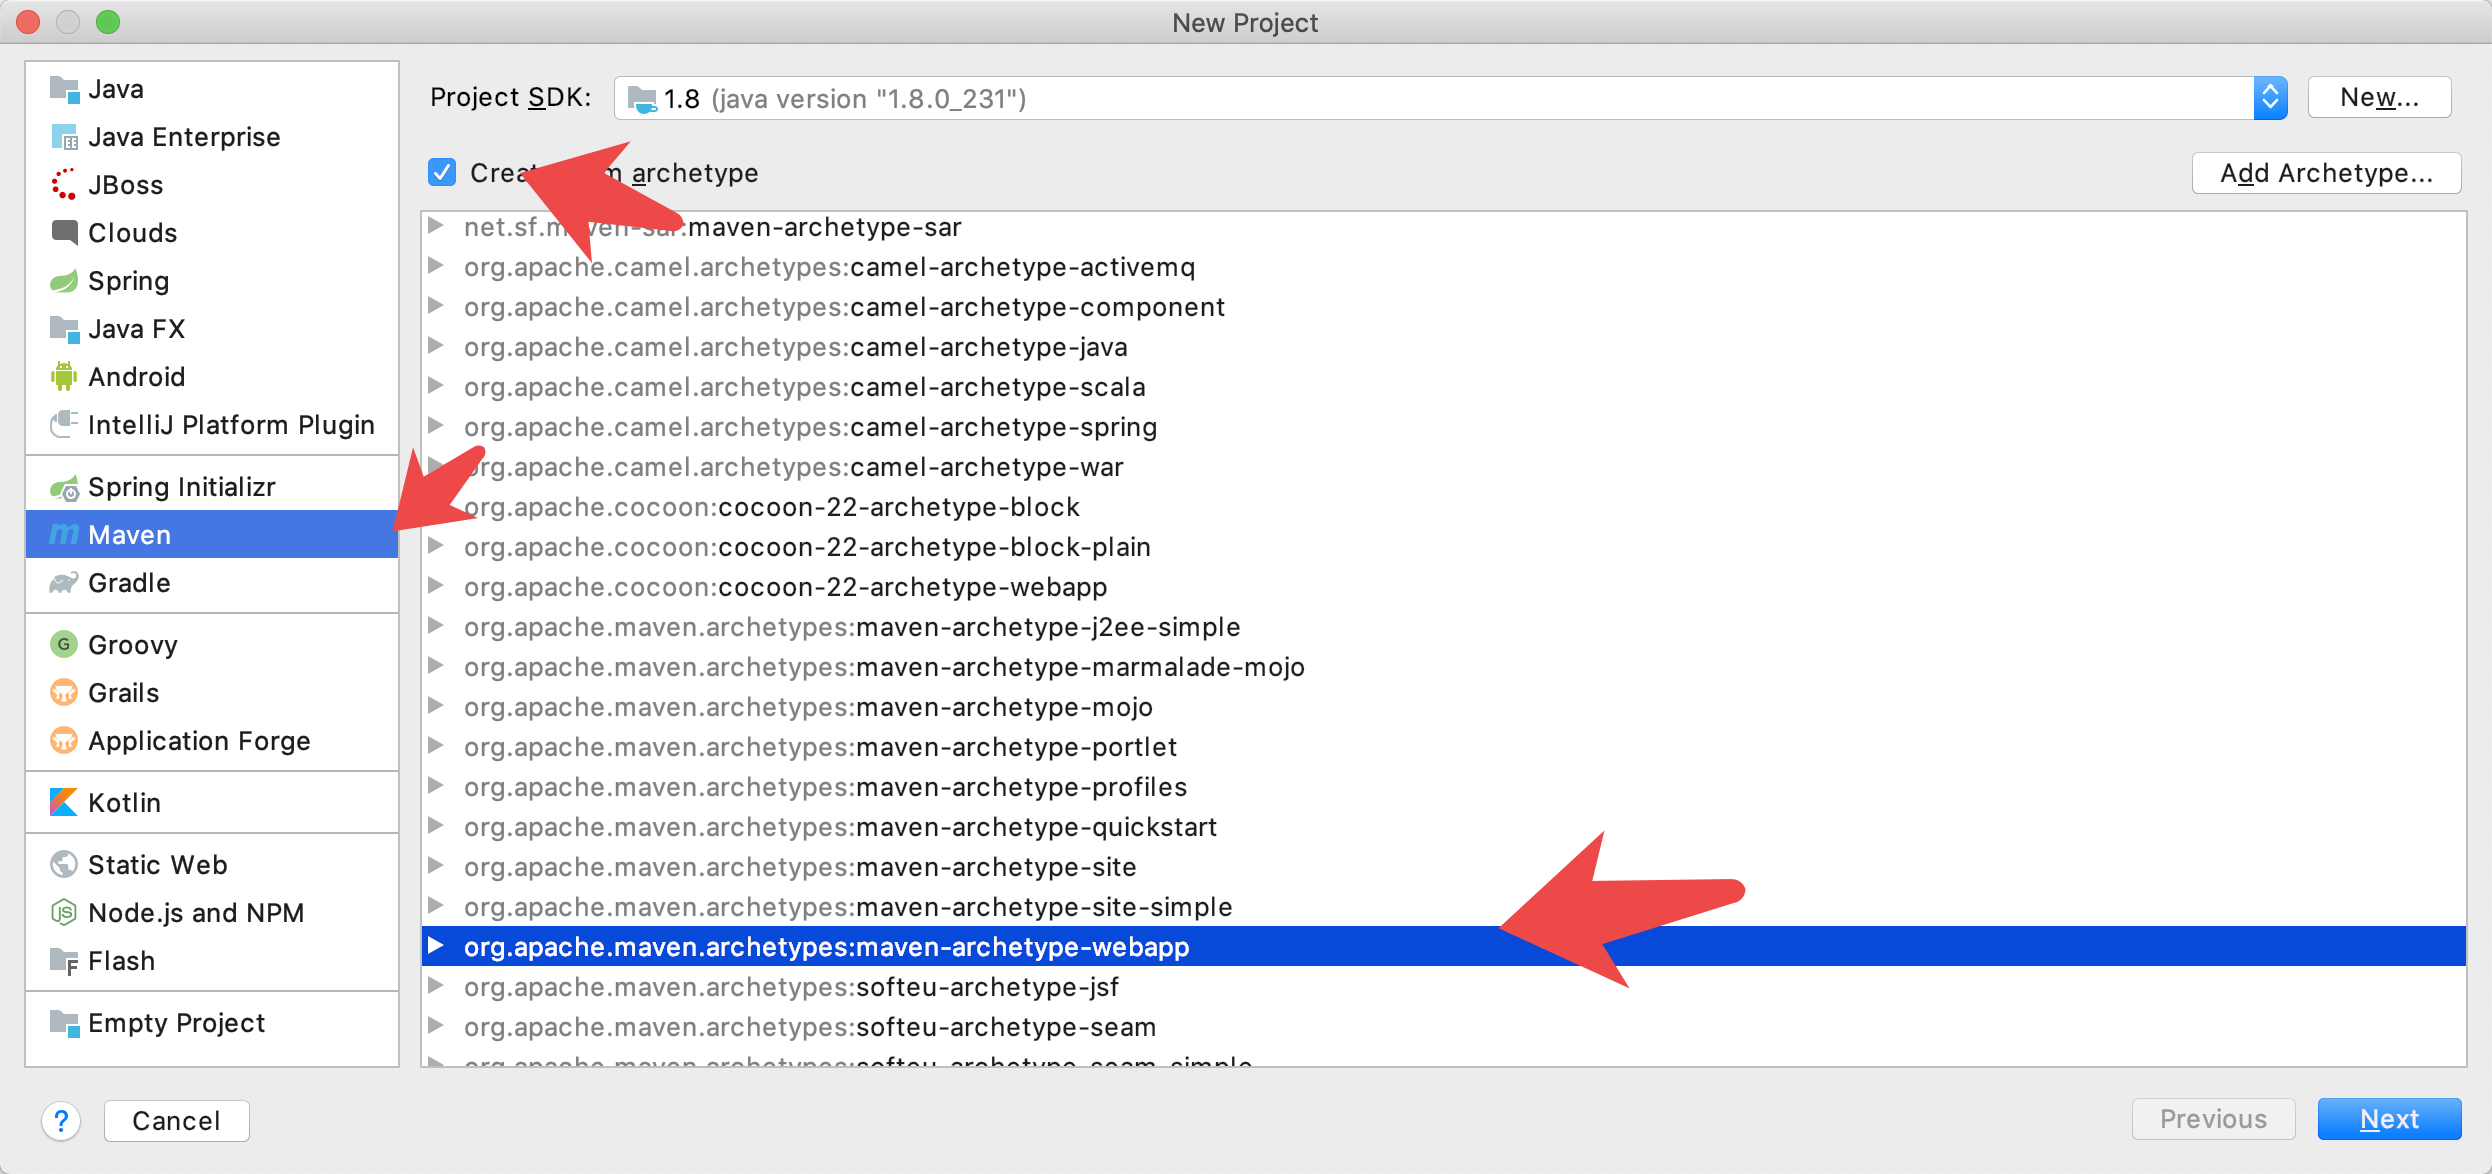 New Project
Java
Java Enterprise
JBoss
Clouds
Spring
Java FX
Android
IntelliJ Platform Plugin
Spring Initializr
Maven
Gradle
Groovy
Grails
Application Forge
Kotlin
Static Web
Node.js and NPM
Flash
Empty Project
Project SDK: 1.8 (java version "1.8.0_231") New...
archetype Add Archetype...
maven-archetype-sar
org.apache.camel.archetypes:camel-archetype-activemq
org.apache.camel.archetypes:camel-archetype-component
org.apache.camel.archetypes:camel-archetype-java
org.apache.camel.archetypes:camel-archetype-scala
org.apache.camel.archetypes:camel-archetype-spring
org.apache.camel.archetypes:camel-archetype-war
org.apache.cocoon:cocoon-22-archetype-block
org.apache.cocoon:cocoon-22-archetype-block-plain
org.apache.cocoon:cocoon-22-archetype-webapp
org.apache.maven.archetypes:maven-archetype-j2ee-simple
org.apache.maven.archetypes:maven-archetype-marmalade-mojo
org.apache.maven.archetypes:maven-archetype-mojo
org.apache.maven.archetypes:maven-archetype-portlet
org.apache.maven.archetypes:maven-archetype-profiles
org.apache.maven.archetypes:maven-archetype-quickstart
org.apache.maven.archetypes:maven-archetype-site
org.apache.maven.archetypes:maven-archetype-site-simple
org.apache.maven.archetypes:maven-archetype-webapp
org.apache.maven.archetypes:softeu-archetype-jsf
org.apache.maven.archetypes:softeu-archetype-seam
org.apache.maven.archetypes:softeu-archetype-seam-simple
? Cancel Previous Next